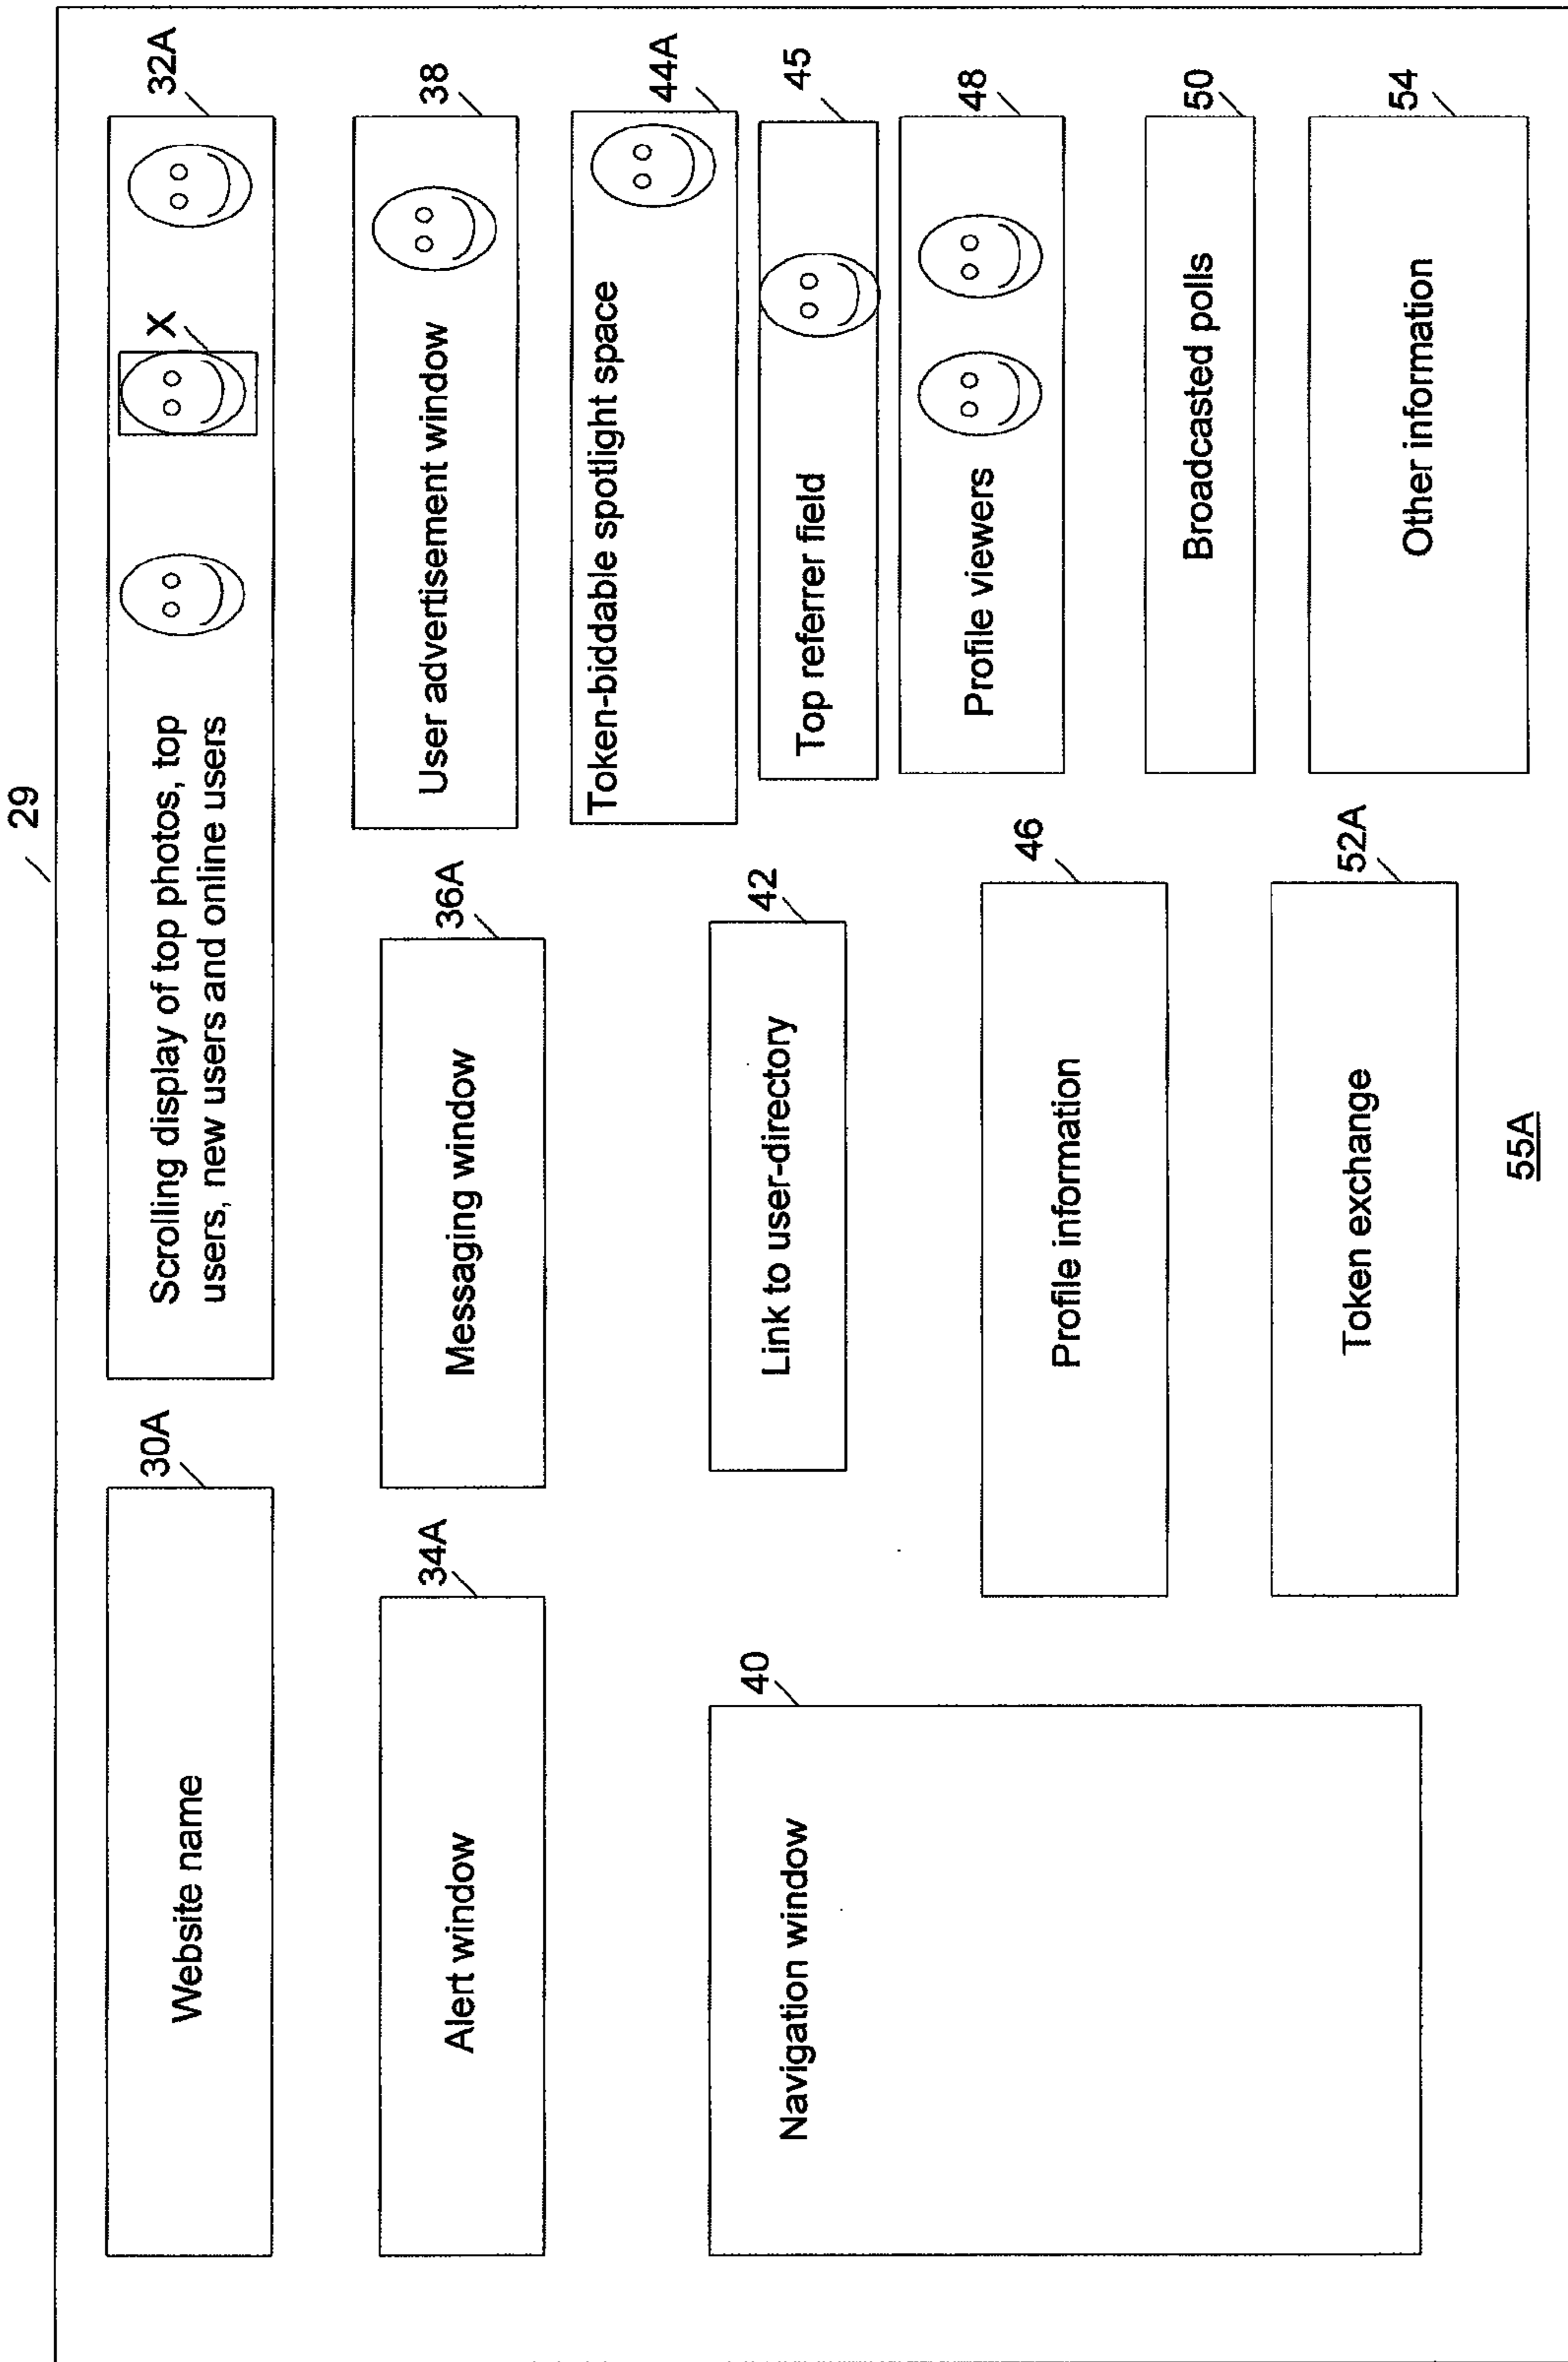 29
30A
Website name
32A
Scrolling display of top photos, top
users, new users and online users
X
34A
Alert window
36A
Messaging window
38
User advertisement window
40
Navigation window
42
Link to user-directory
44A
Token-biddable spotlight space
45
Top referrer field
46
Profile information
48
Profile viewers
50
Broadcasted polls
52A
Token exchange
54
Other information
55A